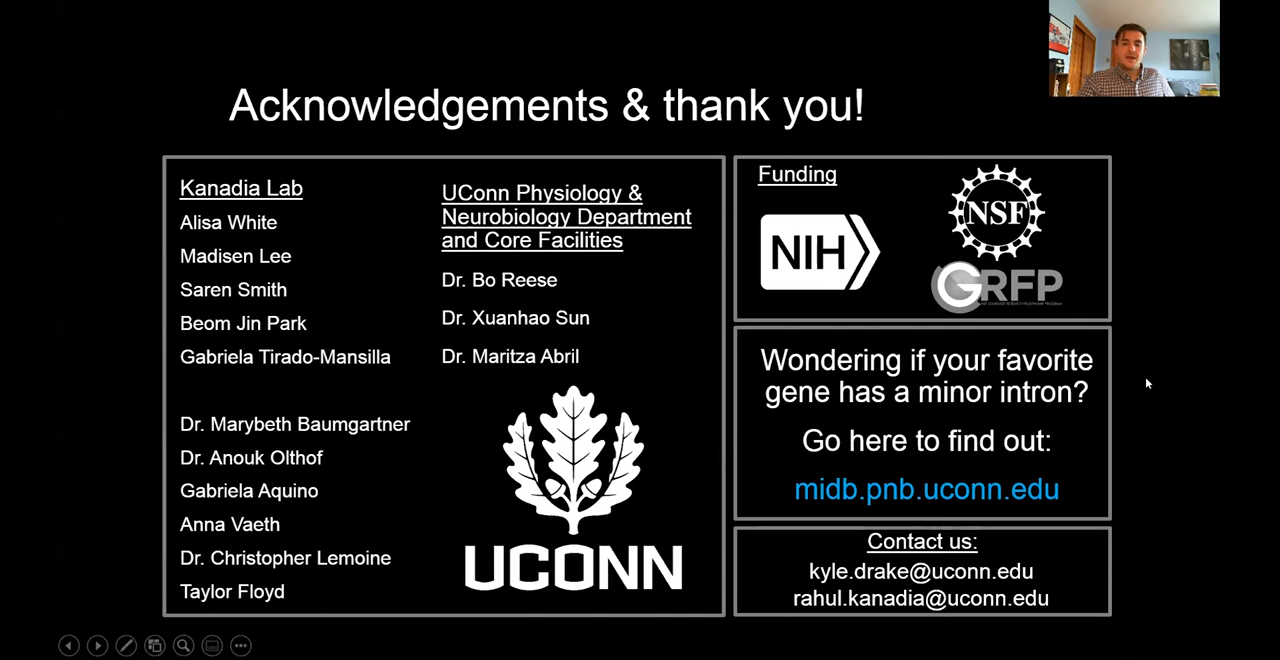 Acknowledgements & thank you!
Kanadia Lab
Alisa White
Madisen Lee
Saren Smith
Beom Jin Park
Gabriela Tirado-Mansilla
Dr. Marybeth Baumgartner
Dr. Anouk Olthof
Gabriela Aquino
Anna Vaeth
Dr. Christopher Lemoine
Taylor Floyd
UConn Physiology &
Neurobiology Department
and Core Facilities
Dr. Bo Reese
Dr. Xuanhao Sun
Dr. Maritza Abril
UCONN
Funding
NIH
NSF
GRFP
Wondering if your favorite
gene has a minor intron?
Go here to find out:
midb.pnb.uconn.edu
Contact us:
kyle.drake@uconn.edu
rahul.kanadia@uconn.edu